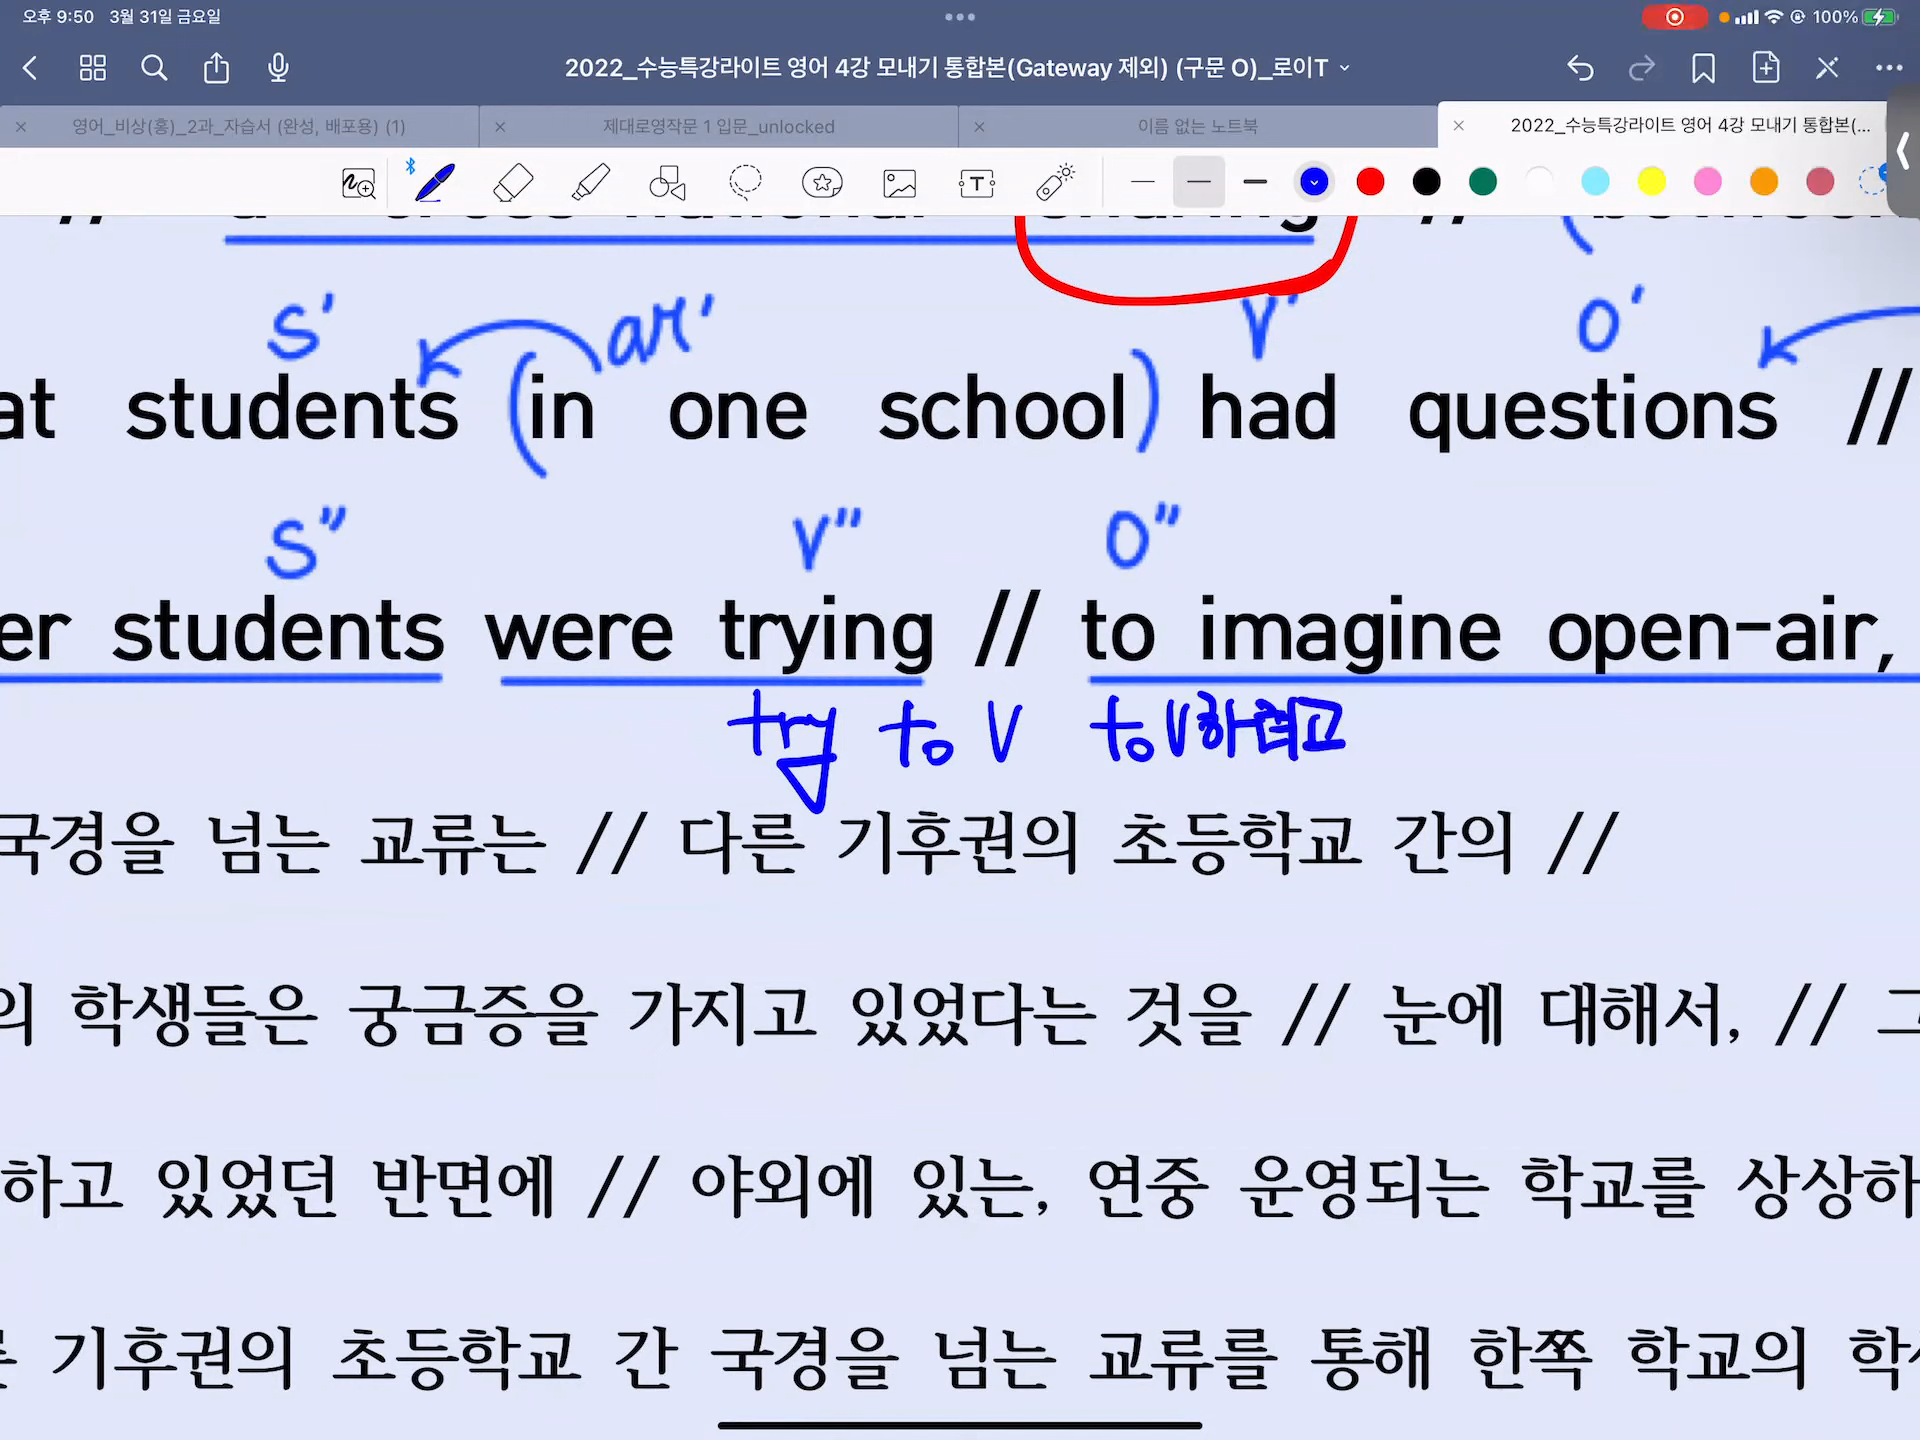 오후 9:50 3월 31일 금요일
100%
2022_수능특강라이트 영어 4강 모내기 통합본(Gateway 제외) (구문 O)_로이T
영어_비상(홍)_2과_자습서 (완성, 배포용) (1)
제대로영작문 1 입문_unlocked
이름 없는 노트북
2022_수능특강라이트 영어 4강 모내기 통합본(...
S' V' O'
at students (in one school) had questions //
S" V" O"
er students were trying // to imagine open-air,
try to V to V하려고
국경을 넘는 교류는 // 다른 기후권의 초등학교 간의 //
의 학생들은 궁금증을 가지고 있었다는 것을 // 눈에 대해서, // 그
하고 있었던 반면에 // 야외에 있는, 연중 운영되는 학교를 상상하
기후권의 초등학교 간 국경을 넘는 교류를 통해 한쪽 학교의